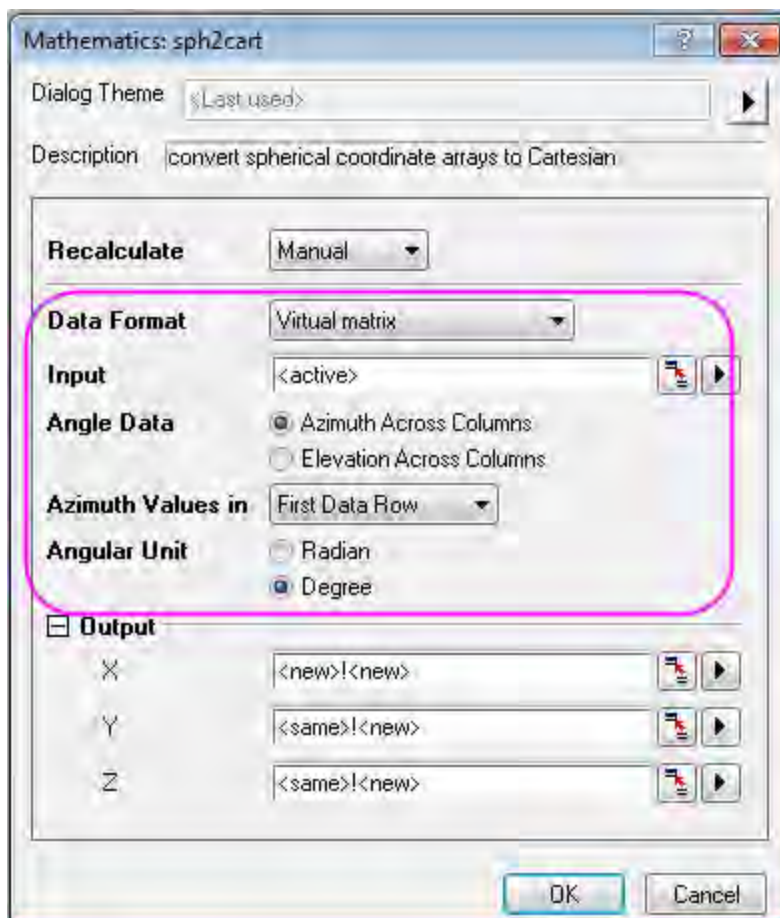 Mathematics: sph2cart
Dialog Theme <Last used>
Description convert spherical coordinate arrays to Cartesian
Recalculate Manual
Data Format Virtual matrix
Input <active>
Angle Data Azimuth Across Columns
Elevation Across Columns
Azimuth Values in First Data Row
Angular Unit Radian
Degree
Output
X <new>!<new>
Y <same>!<new>
Z <same>!<new>
OK Cancel